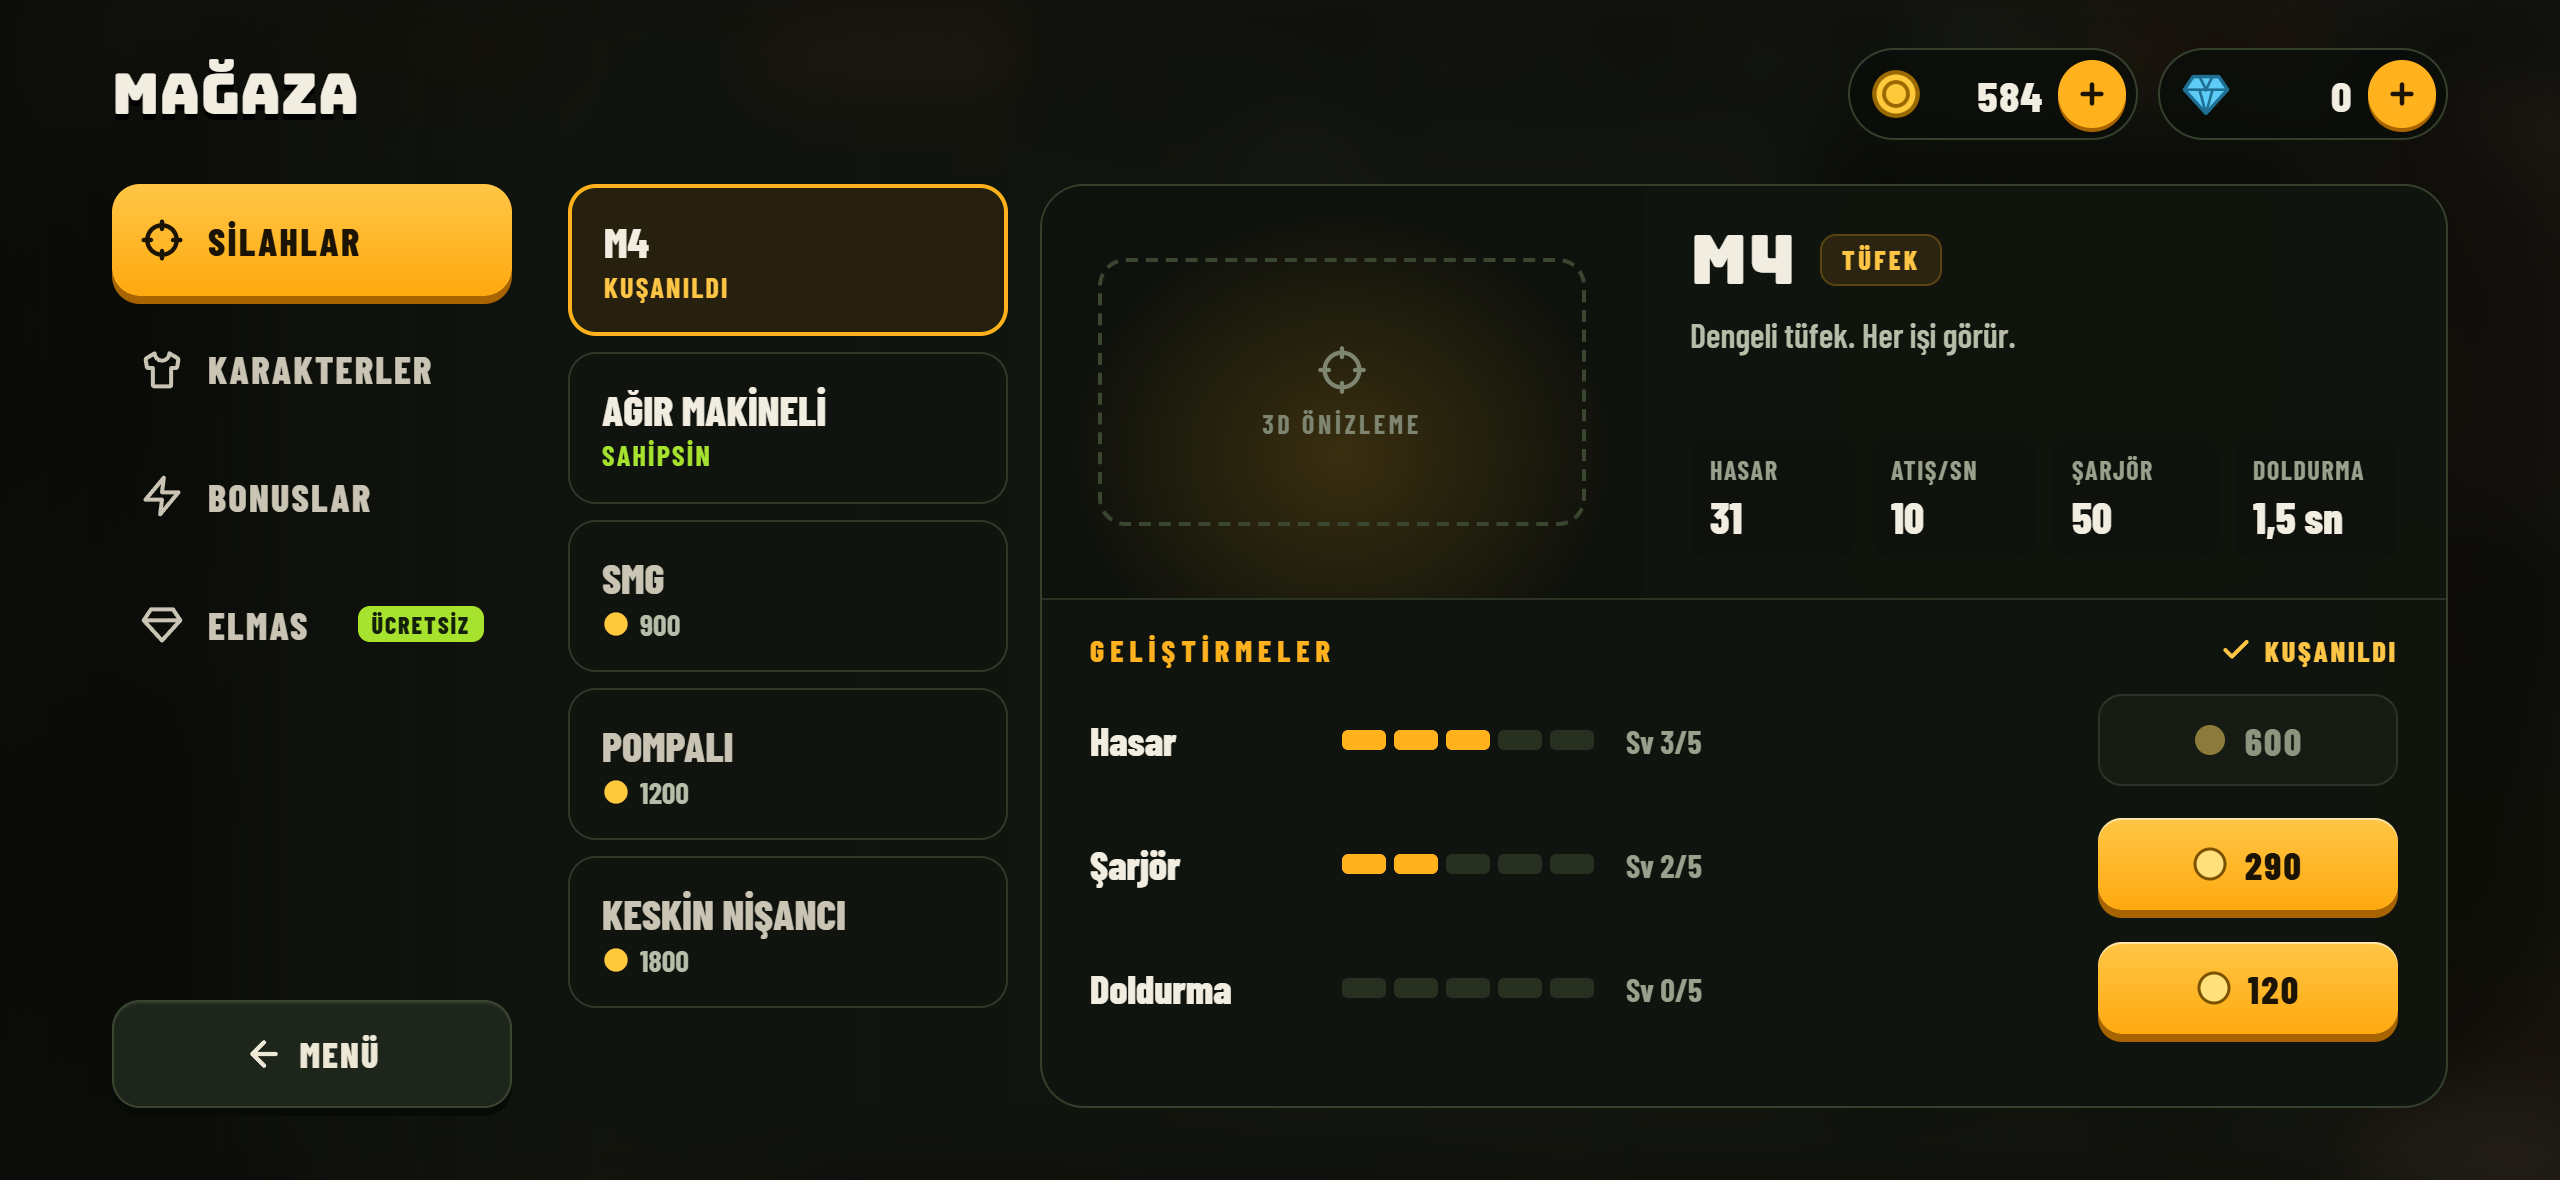 MAĞAZA
584
0
SİLAHLAR
KARAKTERLER
BONUSLAR
ELMAS ÜCRETSİZ
MENÜ
M4
KUŞANILDI
AĞIR MAKİNELİ
SAHİPSİN
SMG
900
POMPALI
1200
KESKİN NİŞANCI
1800
3D ÖNİZLEME
M4 TÜFEK
Dengeli tüfek. Her işi görür.
HASAR ATIŞ/SN ŞARJÖR DOLDURMA
31 10 50 1,5 sn
GELİŞTİRMELER KUŞANILDI
Hasar Sv 3/5 600
Şarjör Sv 2/5 290
Doldurma Sv 0/5 120